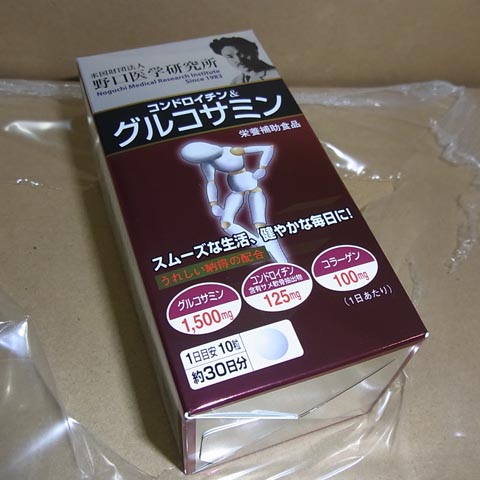 米国財団法人
野口医学研究所
Noguchi Medical Research Institute
Since 1983
コンドロイチン&
グルコサミン
栄養補助食品
スムーズな生活、健やかな毎日に!
うれしい納得の配合
グルコサミン
1,500mg
コンドロイチン
含有サメ軟骨抽出物
125mg
コラーゲン
100mg
(1日あたり)
1日目安 10粒
約30日分